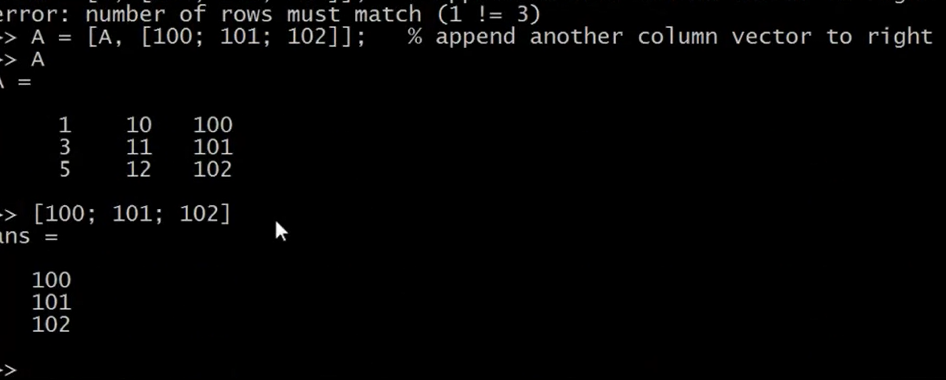 error: number of rows must match (1 != 3)
>> A = [A, [100; 101; 102]];   % append another column vector to right
>> A
A =
1 10 100
3 11 101
5 12 102
>> [100; 101; 102]
ans =
100
101
102
>>